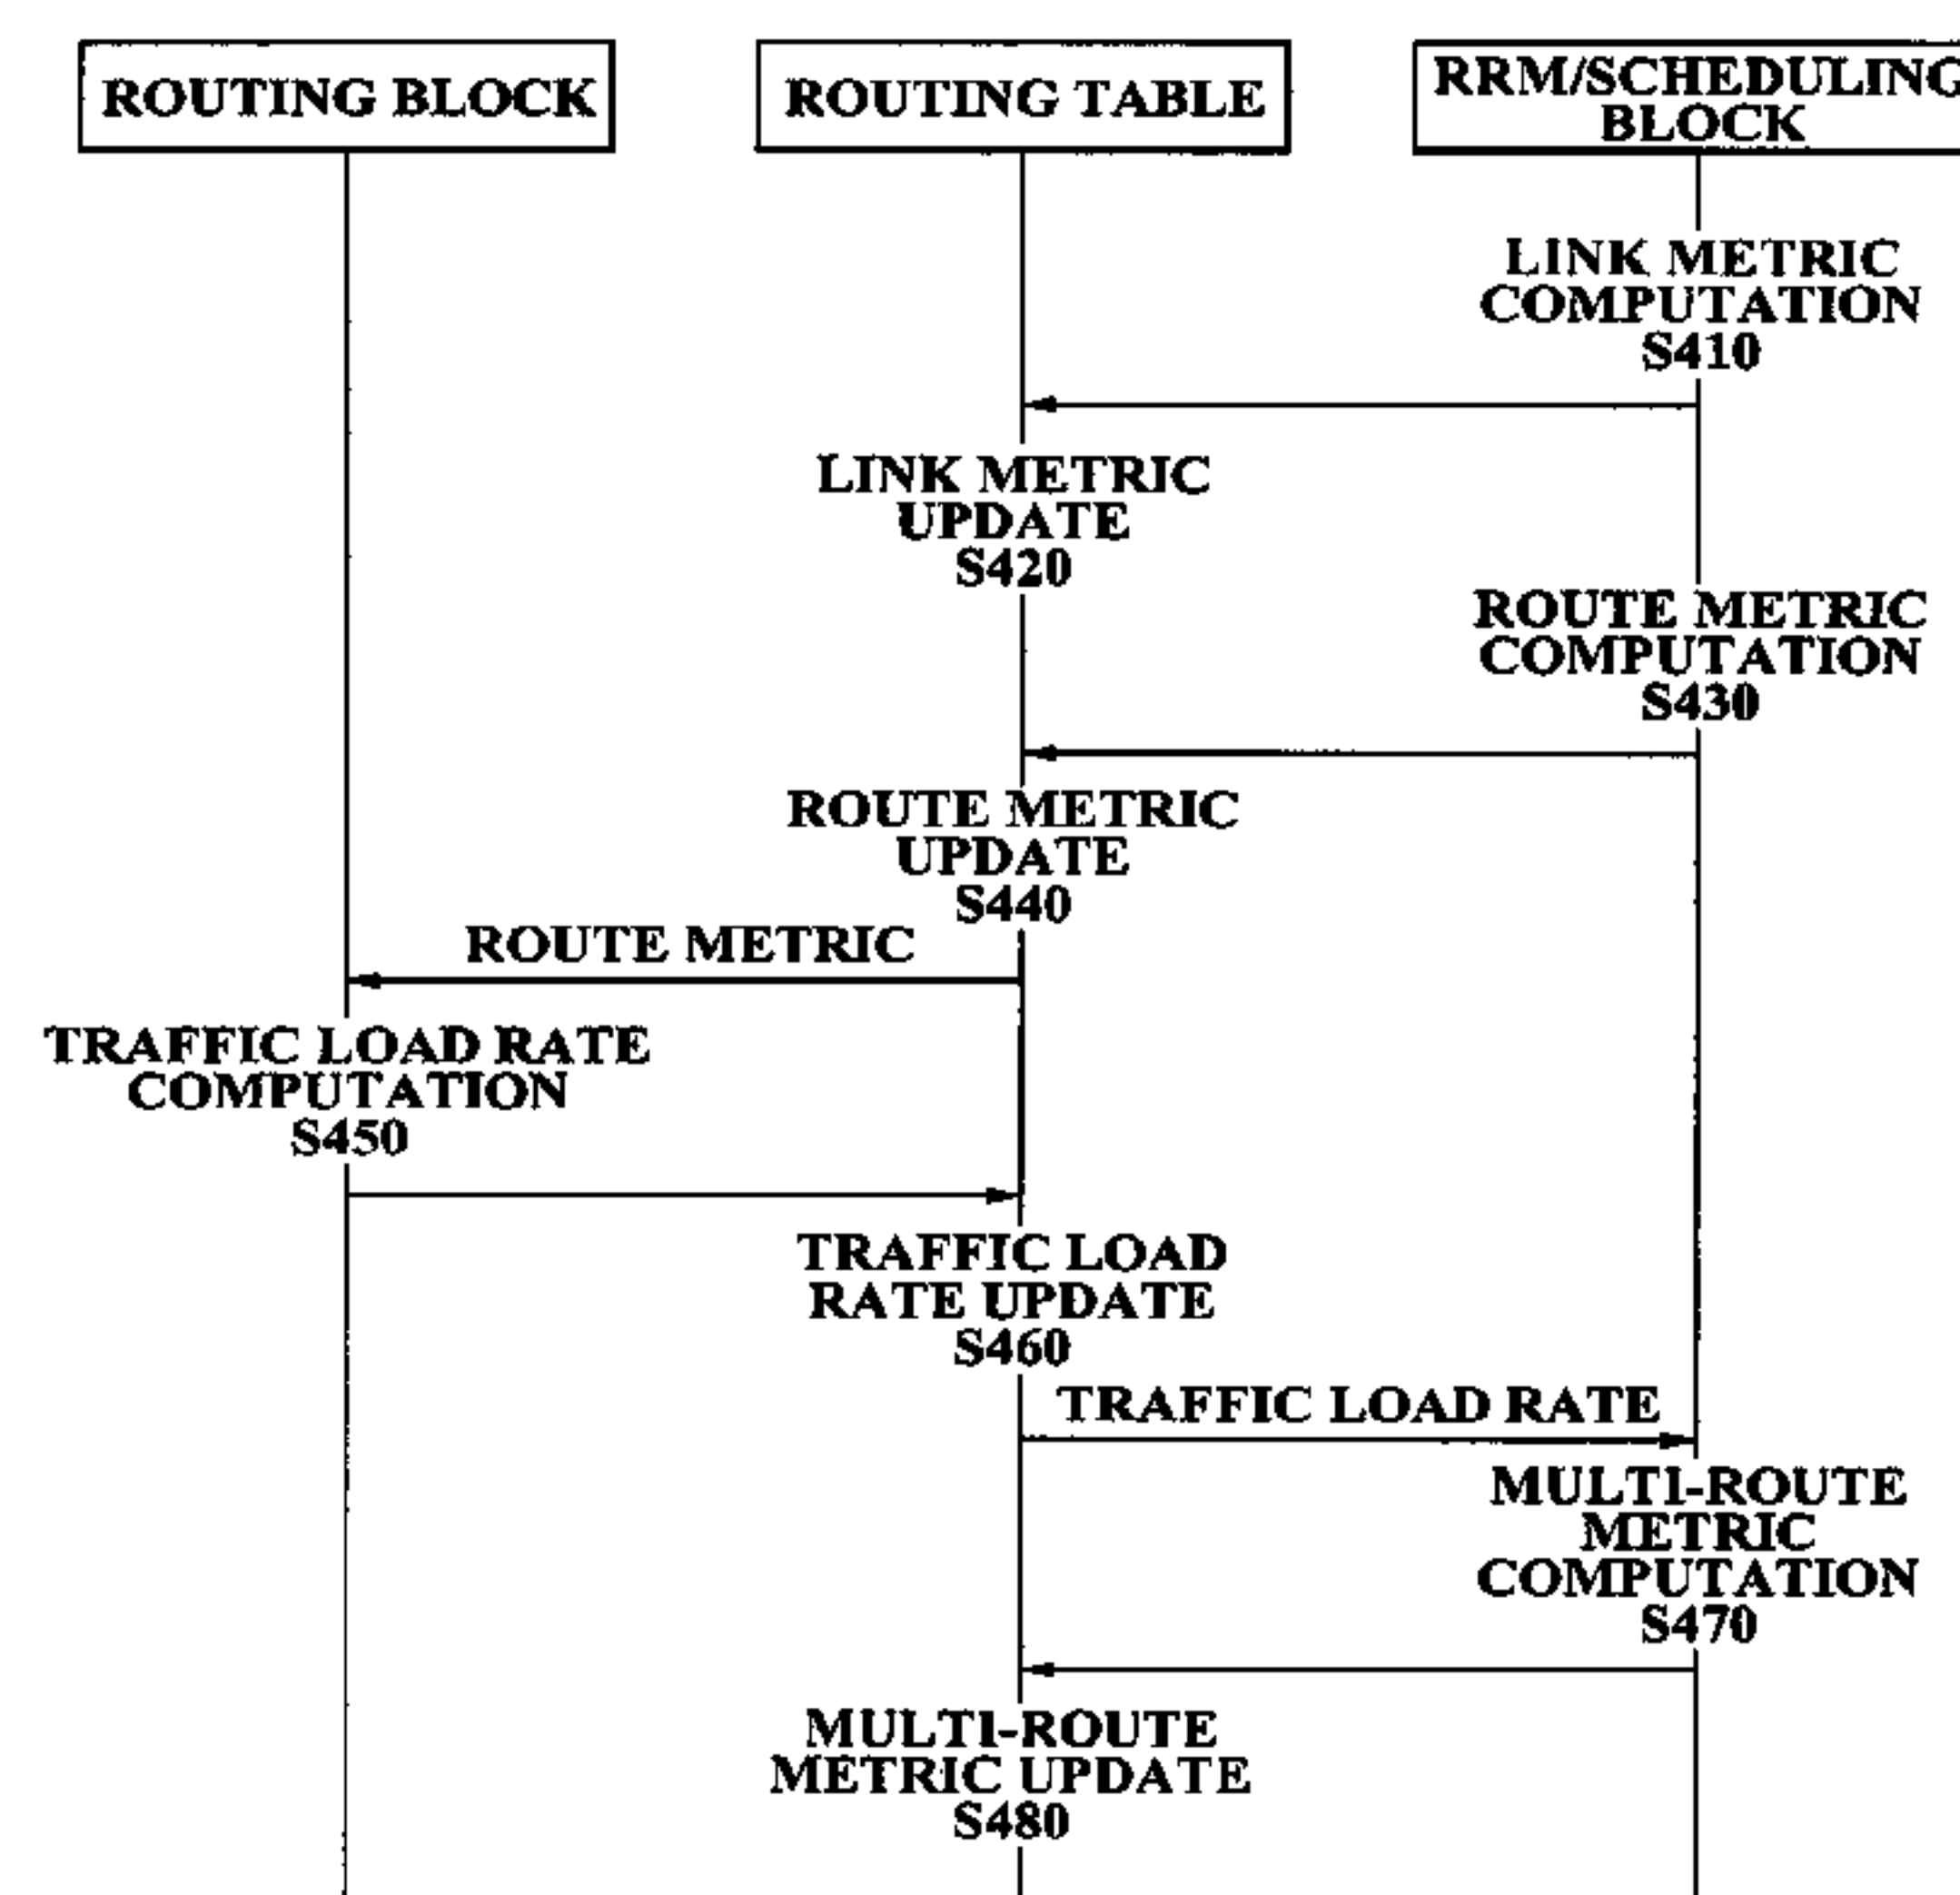 ROUTING BLOCK
ROUTING TABLE
RRM/SCHEDULING
BLOCK
LINK METRIC
COMPUTATION
S410
LINK METRIC
UPDATE
S420
ROUTE METRIC
COMPUTATION
S430
ROUTE METRIC
UPDATE
S440
ROUTE METRIC
TRAFFIC LOAD RATE
COMPUTATION
S450
TRAFFIC LOAD
RATE UPDATE
S460
TRAFFIC LOAD RATE
MULTI-ROUTE
METRIC
COMPUTATION
S470
MULTI-ROUTE
METRIC UPDATE
S480